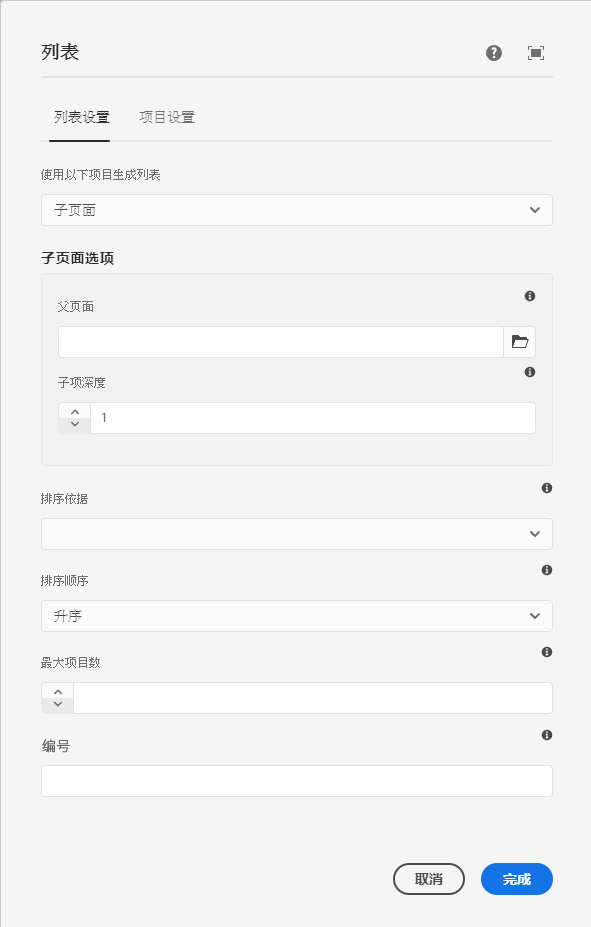 列表
列表设置 项目设置
使用以下项目生成列表
子页面
子页面选项
父页面
子项深度
1
排序依据
排序顺序
升序
最大项目数
编号
取消 完成